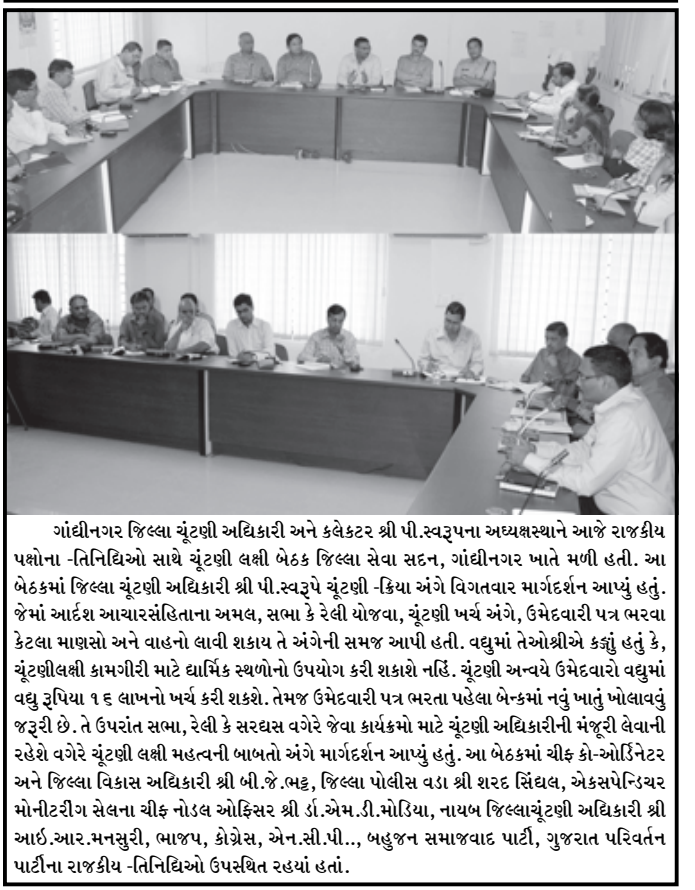 ગાંધીનગર જિલ્લા ચૂંટણી અધિકારી અને કલેકટર શ્રી પી.સ્વરૂપના અધ્યક્ષસ્થાને આજે રાજકીય
પક્ષોના -તિનિધિઓ સાથે ચૂંટણી લક્ષી બેઠક જિલ્લા સેવા સદન, ગાંધીનગર ખાતે મળી હતી. આ
બેઠકમાં જિલ્લા ચૂંટણી અધિકારી શ્રી પી.સ્વરૂપે ચૂંટણી -ક્રિયા અંગે વિગતવાર માર્ગદર્શન આપ્યું હતું.
જેમાં આર્દશ આચારસંહિતાના અમલ, સભા કે રેલી યોજવા, ચૂંટણી ખર્ચ અંગે, ઉમેદવારી પત્ર ભરવા
કેટલા માણસો અને વાહનો લાવી શકાય તે અંગેની સમજ આપી હતી. વધુમાં તેઓશ્રીએ કહ્યું હતું કે,
ચૂંટણીલક્ષી કામગીરી માટે ધાર્મિક સ્થળોનો ઉપયોગ કરી શકાશે નહિં. ચૂંટણી અન્વયે ઉમેદવારો વધુમાં
વધુ રૂપિયા ૧૬ લાખનો ખર્ચ કરી શકશે. તેમજ ઉમેદવારી પત્ર ભરતા પહેલા બેન્કમાં નવું ખાતું ખોલાવવું
જરૂરી છે. તે ઉપરાંત સભા, રેલી કે સરઘસ વગેરે જેવા કાર્યક્રમો માટે ચૂંટણી અધિકારીની મંજૂરી લેવાની
રહેશે વગેરે ચૂંટણી લક્ષી મહત્વની બાબતો અંગે માર્ગદર્શન આપ્યું હતું. આ બેઠકમાં ચીફ કો-ઓર્ડિનેટર
અને જિલ્લા વિકાસ અધિકારી શ્રી બી.જે.ભટ્ટ, જિલ્લા પોલીસ વડા શ્રી શરદ સિંઘલ, એકસપેન્ડિચર
મોનીટરીંગ સેલના ચીફ નોડલ ઓફિસર શ્રી ર્ડા.એમ.ડી.મોડિયા, નાયબ જિલ્લાચૂંટણી અધિકારી શ્રી
આઇ.આર.મનસુરી, ભાજપ, કોગ્રેસ, એન.સી.પી.., બહુજન સમાજવાદ પાર્ટી, ગુજરાત પરિવર્તન
પાર્ટીના રાજકીય -તિનિધિઓ ઉપસ્થિત રહયાં હતાં.